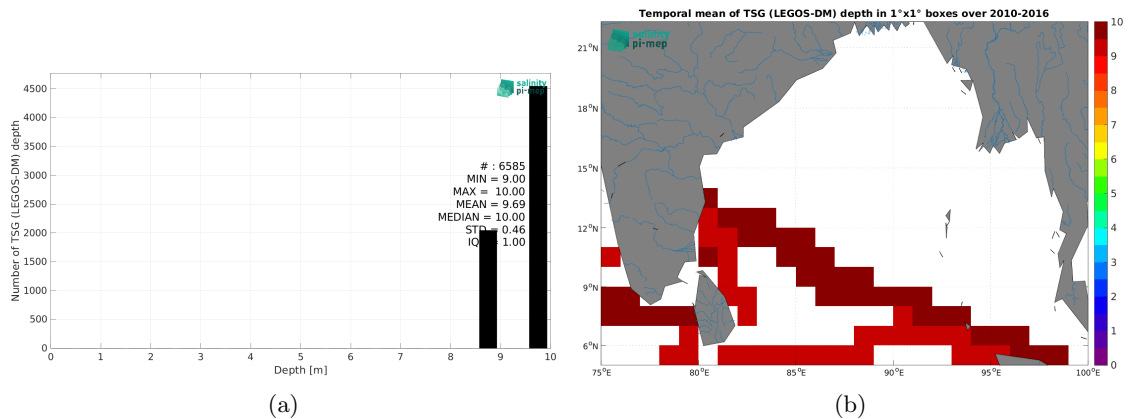 salinity
pi-mep
Number of TSG (LEGOS-DM) depth
4500
4000
3500
3000
2500
2000
1500
1000
500
0
# : 6585
MIN = 9.00
MAX = 10.00
MEAN = 9.69
MEDIAN = 10.00
STD = 0.46
IQR = 1.00
0 1 2 3 4 5 6 7 8 9 10
Depth [m]
(a)
Temporal mean of TSG (LEGOS-DM) depth in 1°x1° boxes over 2010-2016
salinity
pi-mep
21°N
18°N
15°N
12°N
9°N
6°N
75°E 80°E 85°E 90°E 95°E 100°E
10
9
8
7
6
5
4
3
2
1
0
(b)